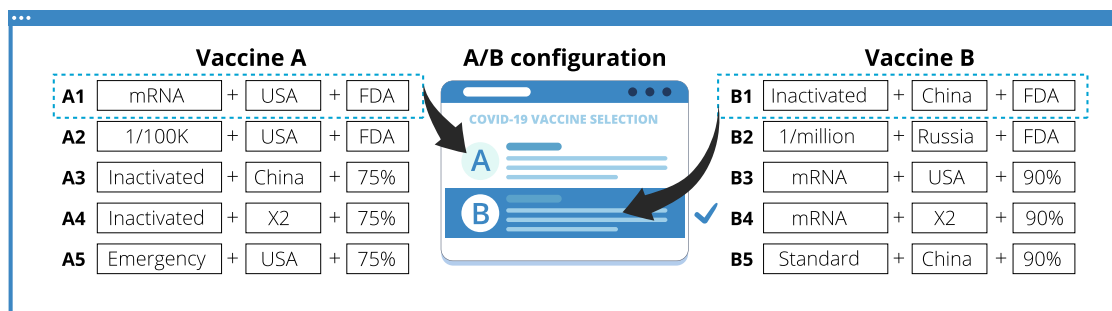 Vaccine A
A/B configuration
Vaccine B
A1 mRNA + USA + FDA
A2 1/100K + USA + FDA
A3 Inactivated + China + 75%
A4 Inactivated + X2 + 75%
A5 Emergency + USA + 75%
COVID-19 VACCINE SELECTION
A
B
B1 Inactivated + China + FDA
B2 1/million + Russia + FDA
B3 mRNA + USA + 90%
B4 mRNA + X2 + 90%
B5 Standard + China + 90%